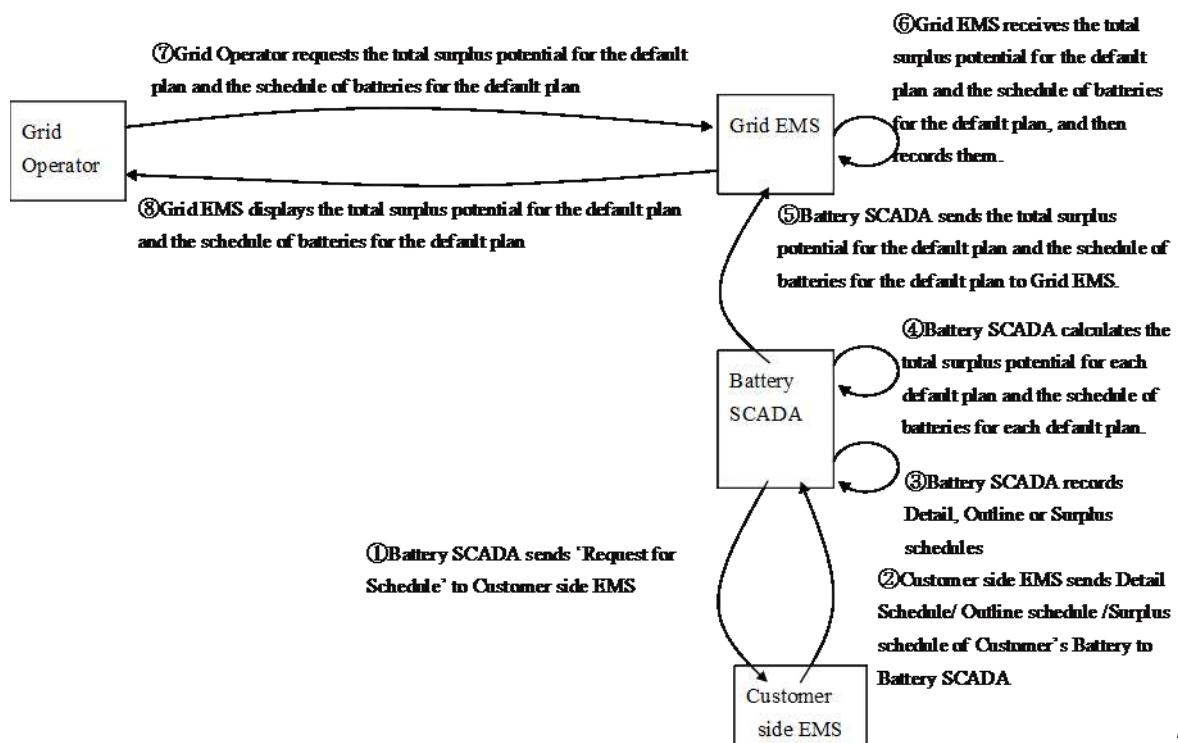 ⑥Grid EMS receives the total
surplus potential for the default
plan and the schedule of batteries
for the default plan, and then
records them.
⑦Grid Operator requests the total surplus potential for the default
plan and the schedule of batteries for the default plan
Grid
Operator
Grid EMS
⑧Grid EMS displays the total surplus potential for the default plan
and the schedule of batteries for the default plan
⑤Battery SCADA sends the total surplus
potential for the default plan and the schedule of
batteries for the default plan to Grid EMS.
④Battery SCADA calculates the
total surplus potential for each
default plan and the schedule of
batteries for each default plan.
Battery
SCADA
③Battery SCADA records
Detail, Outline or Surplus
schedules
①Battery SCADA sends ‘Request for
Schedule’ to Customer side EMS
②Customer side EMS sends Detail
Schedule/ Outline schedule /Surplus
schedule of Customer’s Battery to
Battery SCADA
Customer
side EMS